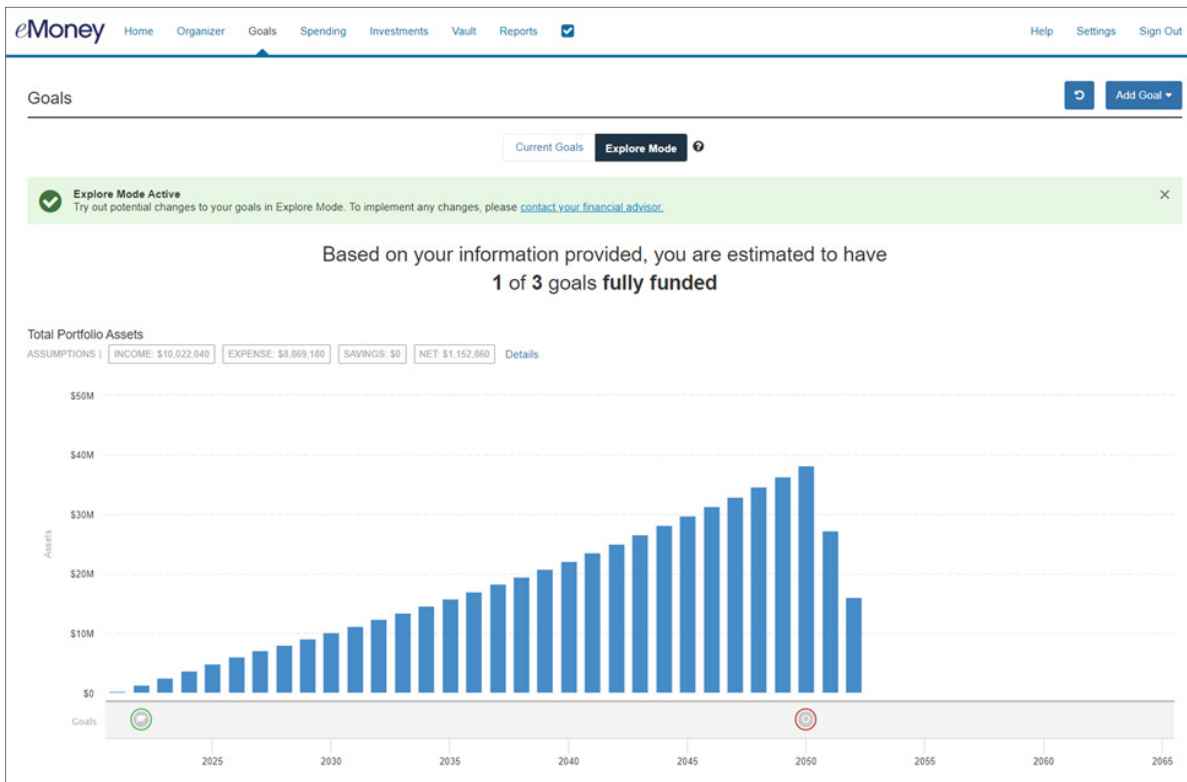 eMoney Home Organizer Goals Spending Investments Vault Reports Help Settings Sign Out
Goals
Add Goal
Current Goals Explore Mode ?
Explore Mode Active
Try out potential changes to your goals in Explore Mode. To implement any changes, please contact your financial advisor.
Based on your information provided, you are estimated to have
1 of 3 goals fully funded
Total Portfolio Assets
ASSUMPTIONS | INCOME: $10,022,040 EXPENSE: $8,869,180 SAVINGS: $0 NET: $1,152,860 Details
$50M
$40M
$30M
$20M
$10M
$0
Assets
Goals
2025 2030 2035 2040 2045 2050 2055 2060 2065